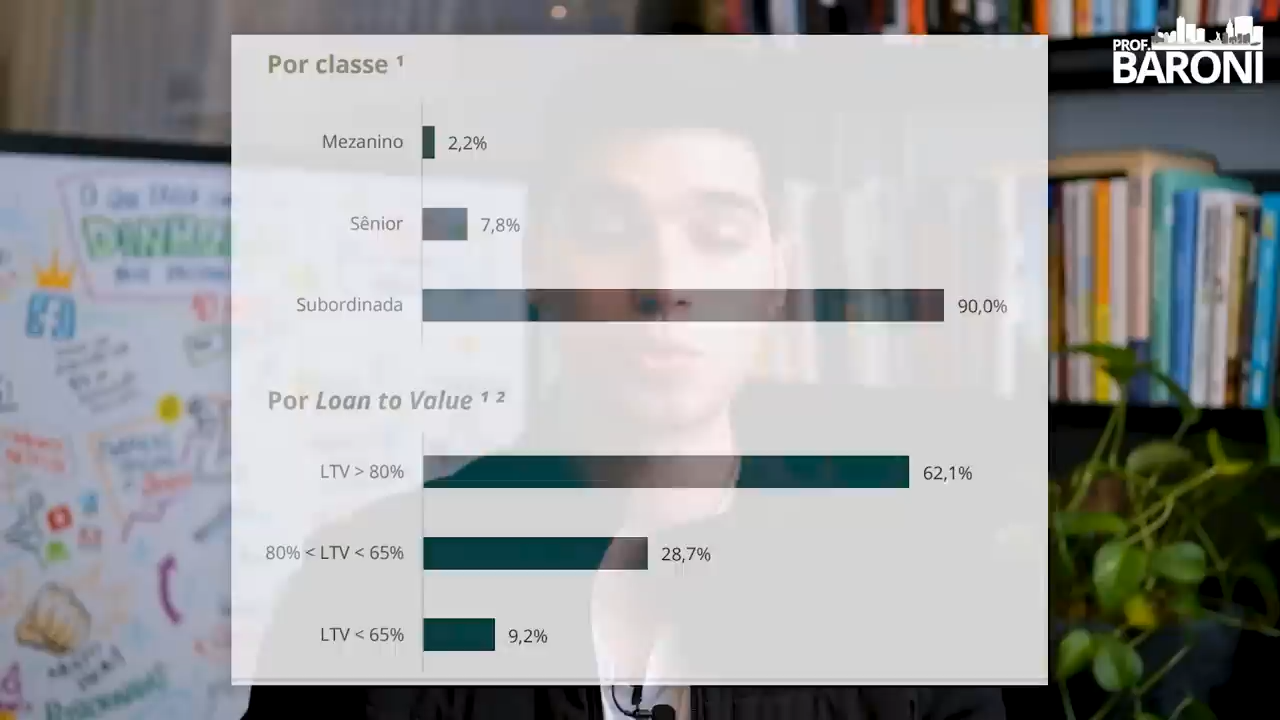 PROF.
BARONI
Por classe ¹
Mezanino 2,2%
Sênior 7,8%
Subordinada 90,0%
Por Loan to Value ¹ ²
LTV > 80% 62,1%
80% < LTV < 65% 28,7%
LTV < 65% 9,2%